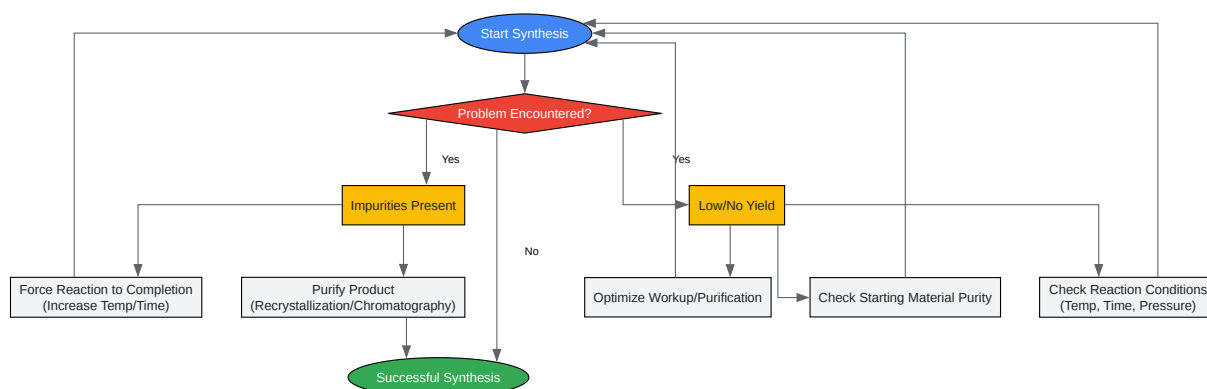 Start Synthesis
Problem Encountered?
Yes
Yes
Impurities Present
Low/No Yield
No
Force Reaction to Completion
(Increase Temp/Time)
Purify Product
(Recrystallization/Chromatography)
Optimize Workup/Purification
Check Starting Material Purity
Check Reaction Conditions
(Temp, Time, Pressure)
Successful Synthesis